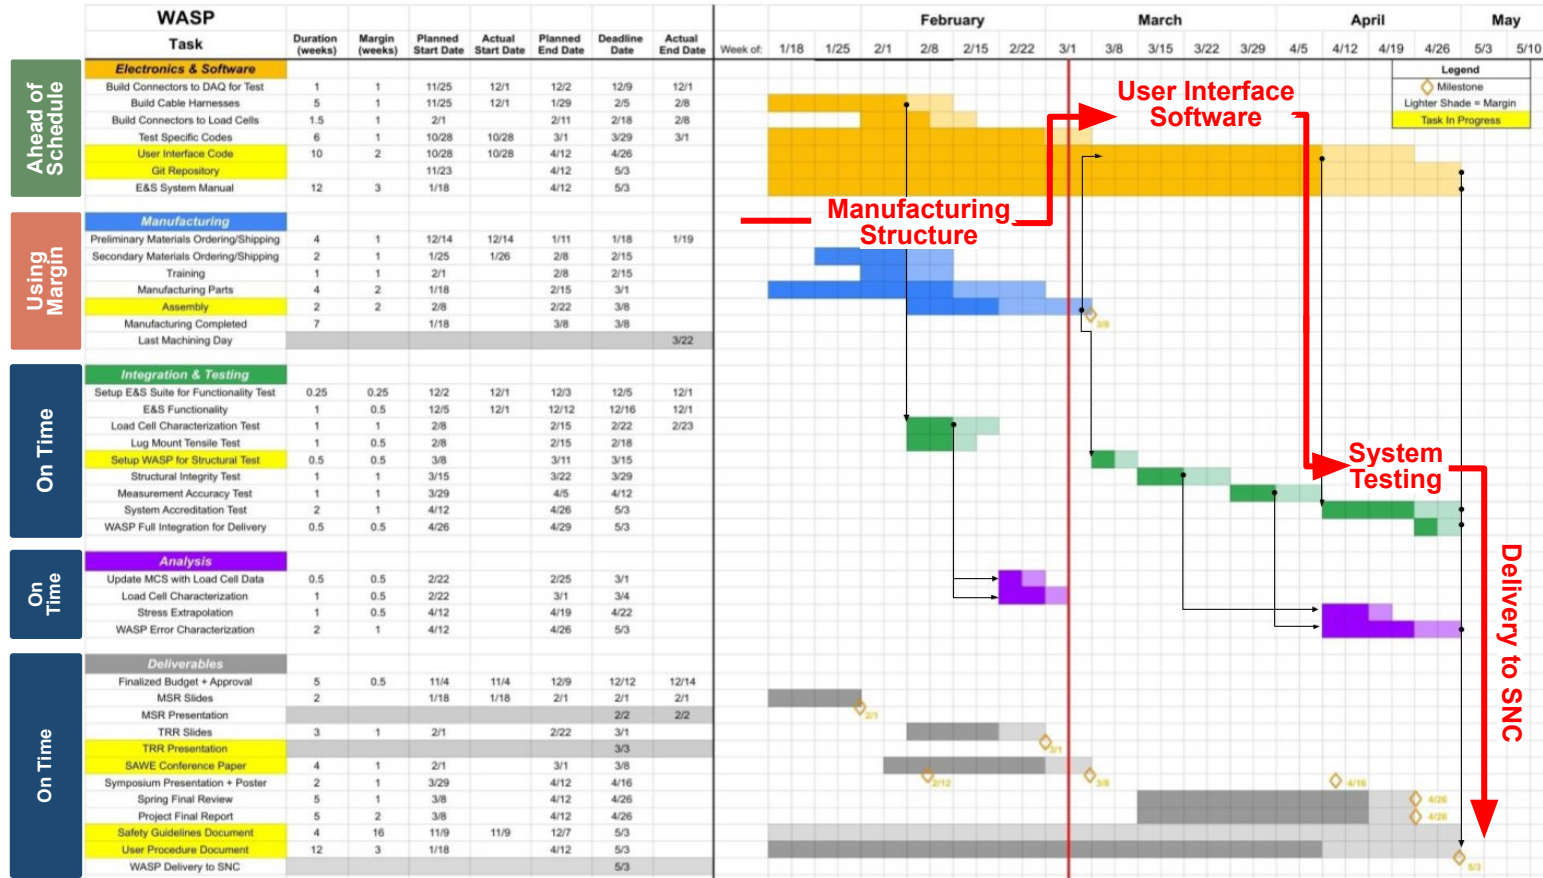 WASP
February March April May
Task Duration (weeks) Margin (weeks) Planned Start Date Actual Start Date Planned End Date Deadline Date Actual End Date Week of: 1/18 1/25 2/1 2/8 2/15 2/22 3/1 3/8 3/15 3/22 3/29 4/5 4/12 4/19 4/26 5/3 5/10
Ahead of Schedule
Electronics & Software
Build Connectors to DAQ for Test 1 1 11/25 12/1 12/2 12/9 12/1
Build Cable Harnesses 5 1 11/25 12/1 1/29 2/5 2/8
Build Connectors to Load Cells 1.5 1 2/1 2/11 2/18 2/8
Test Specific Codes 6 1 10/28 10/28 3/1 3/29 3/1
User Interface Code 10 2 10/28 10/28 4/12 4/26
Git Repository 11/23 4/12 5/3
E&S System Manual 12 3 1/18 4/12 5/3
Legend
Milestone
Lighter Shade = Margin
Task In Progress
User Interface
Software
Using Margin
Manufacturing
Preliminary Materials Ordering/Shipping 4 1 12/14 12/14 1/11 1/18 1/19
Secondary Materials Ordering/Shipping 2 1 1/25 1/26 2/8 2/15
Training 1 1 2/1 2/8 2/15
Manufacturing Parts 4 2 1/18 2/15 3/1
Assembly 2 2 2/8 2/22 3/8
Manufacturing Completed 7 1/18 3/8 3/8
Last Machining Day 3/22
Manufacturing
Structure
3/8
On Time
Integration & Testing
Setup E&S Suite for Functionality Test 0.25 0.25 12/2 12/1 12/3 12/5 12/1
E&S Functionality 1 0.5 12/5 12/1 12/12 12/16 12/1
Load Cell Characterization Test 1 1 2/8 2/15 2/22 2/23
Lug Mount Tensile Test 1 0.5 2/8 2/15 2/18
Setup WASP for Structural Test 0.5 0.5 3/8 3/11 3/15
Structural Integrity Test 1 1 3/15 3/22 3/29
Measurement Accuracy Test 1 1 3/29 4/5 4/12
System Accreditation Test 2 1 4/12 4/26 5/3
WASP Full Integration for Delivery 0.5 0.5 4/26 4/29 5/3
System
Testing
On Time
Analysis
Update MCS with Load Cell Data 0.5 0.5 2/22 2/25 3/1
Load Cell Characterization 1 0.5 2/22 3/1 3/4
Stress Extrapolation 1 0.5 4/12 4/19 4/22
WASP Error Characterization 2 1 4/12 4/26 5/3
Delivery to SNC
On Time
Deliverables
Finalized Budget + Approval 5 0.5 11/4 11/4 12/9 12/12 12/14
MSR Slides 2 1/18 1/18 2/1 2/1 2/1
MSR Presentation 2/2 2/2 2/1
TRR Slides 3 1 2/1 2/22 3/1
TRR Presentation 3/3 3/1
SAWE Conference Paper 4 1 2/1 3/1 3/8
Symposium Presentation + Poster 2 1 3/29 4/12 4/16 2/12 3/8 4/16
Spring Final Review 5 1 3/8 4/12 4/26 4/26
Project Final Report 5 2 3/8 4/12 4/26 4/26
Safety Guidelines Document 4 16 11/9 11/9 12/7 5/3
User Procedure Document 12 3 1/18 4/12 5/3
WASP Delivery to SNC 5/3 5/3